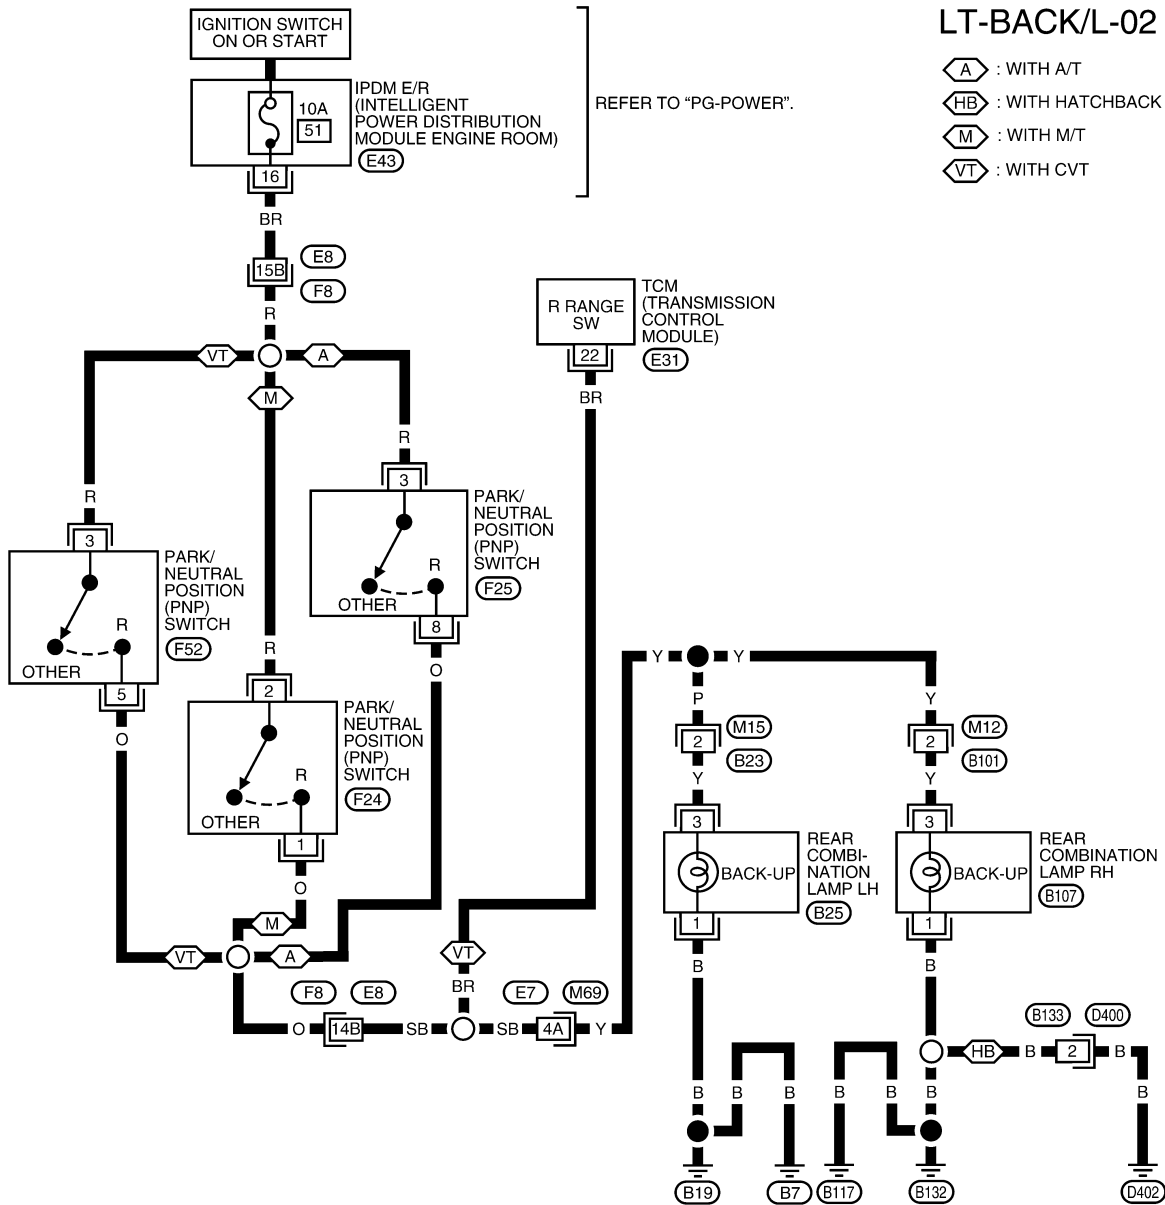 LT-BACK/L-02
IGNITION SWITCH
ON OR START
A : WITH A/T
HB : WITH HATCHBACK
M : WITH M/T
VT : WITH CVT
10A
51
IPDM E/R
(INTELLIGENT
POWER DISTRIBUTION
MODULE ENGINE ROOM)
E43
REFER TO “PG-POWER”.
16
BR
15B
E8
F8
R
VT
A
M
R RANGE
SW
TCM
(TRANSMISSION
CONTROL
MODULE)
E31
22
BR
R
3
PARK/
NEUTRAL
POSITION
(PNP)
SWITCH
F25
R
OTHER
8
O
R
3
PARK/
NEUTRAL
POSITION
(PNP)
SWITCH
F52
R
OTHER
5
O
R
2
PARK/
NEUTRAL
POSITION
(PNP)
SWITCH
F24
R
OTHER
1
O
M
VT
A
VT
BR
F8
E8
E7
M69
O
14B
SB
SB
4A
Y
Y
Y
P
Y
2
M15
B23
2
M12
B101
Y
Y
3
BACK-UP
REAR
COMBI-
NATION
LAMP LH
B25
1
3
BACK-UP
REAR
COMBINATION
LAMP RH
B107
1
B
B
HB
B
B133
D400
2
B
B
B
B
B
B
B
B
B19
B7
B117
B132
D402